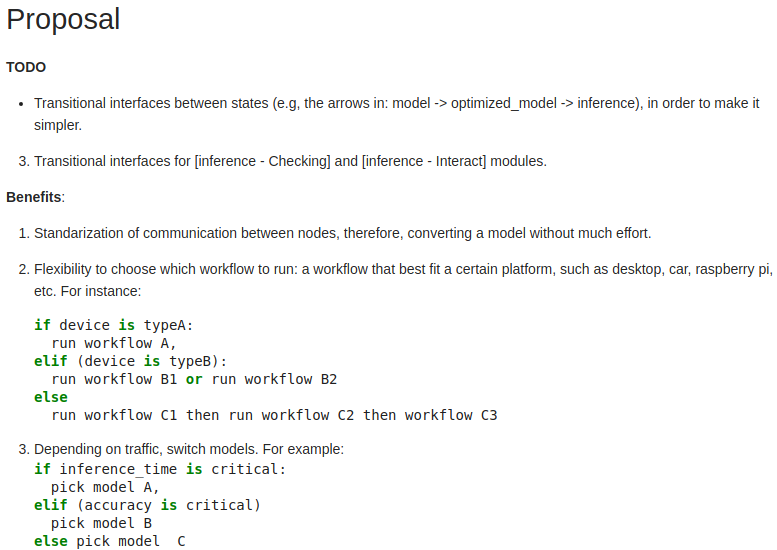 Proposal
TODO
• Transitional interfaces between states (e.g, the arrows in: model -> optimized_model -> inference), in order to make it
simpler.
3. Transitional interfaces for [inference - Checking] and [inference - Interact] modules.
Benefits:
1. Standarization of communication between nodes, therefore, converting a model without much effort.
2. Flexibility to choose which workflow to run: a workflow that best fit a certain platform, such as desktop, car, raspberry pi,
etc. For instance:
if device is typeA:
  run workflow A,
elif (device is typeB):
  run workflow B1 or run workflow B2
else
  run workflow C1 then run workflow C2 then workflow C3
3. Depending on traffic, switch models. For example:
if inference_time is critical:
  pick model A,
elif (accuracy is critical)
  pick model B
else pick model  C